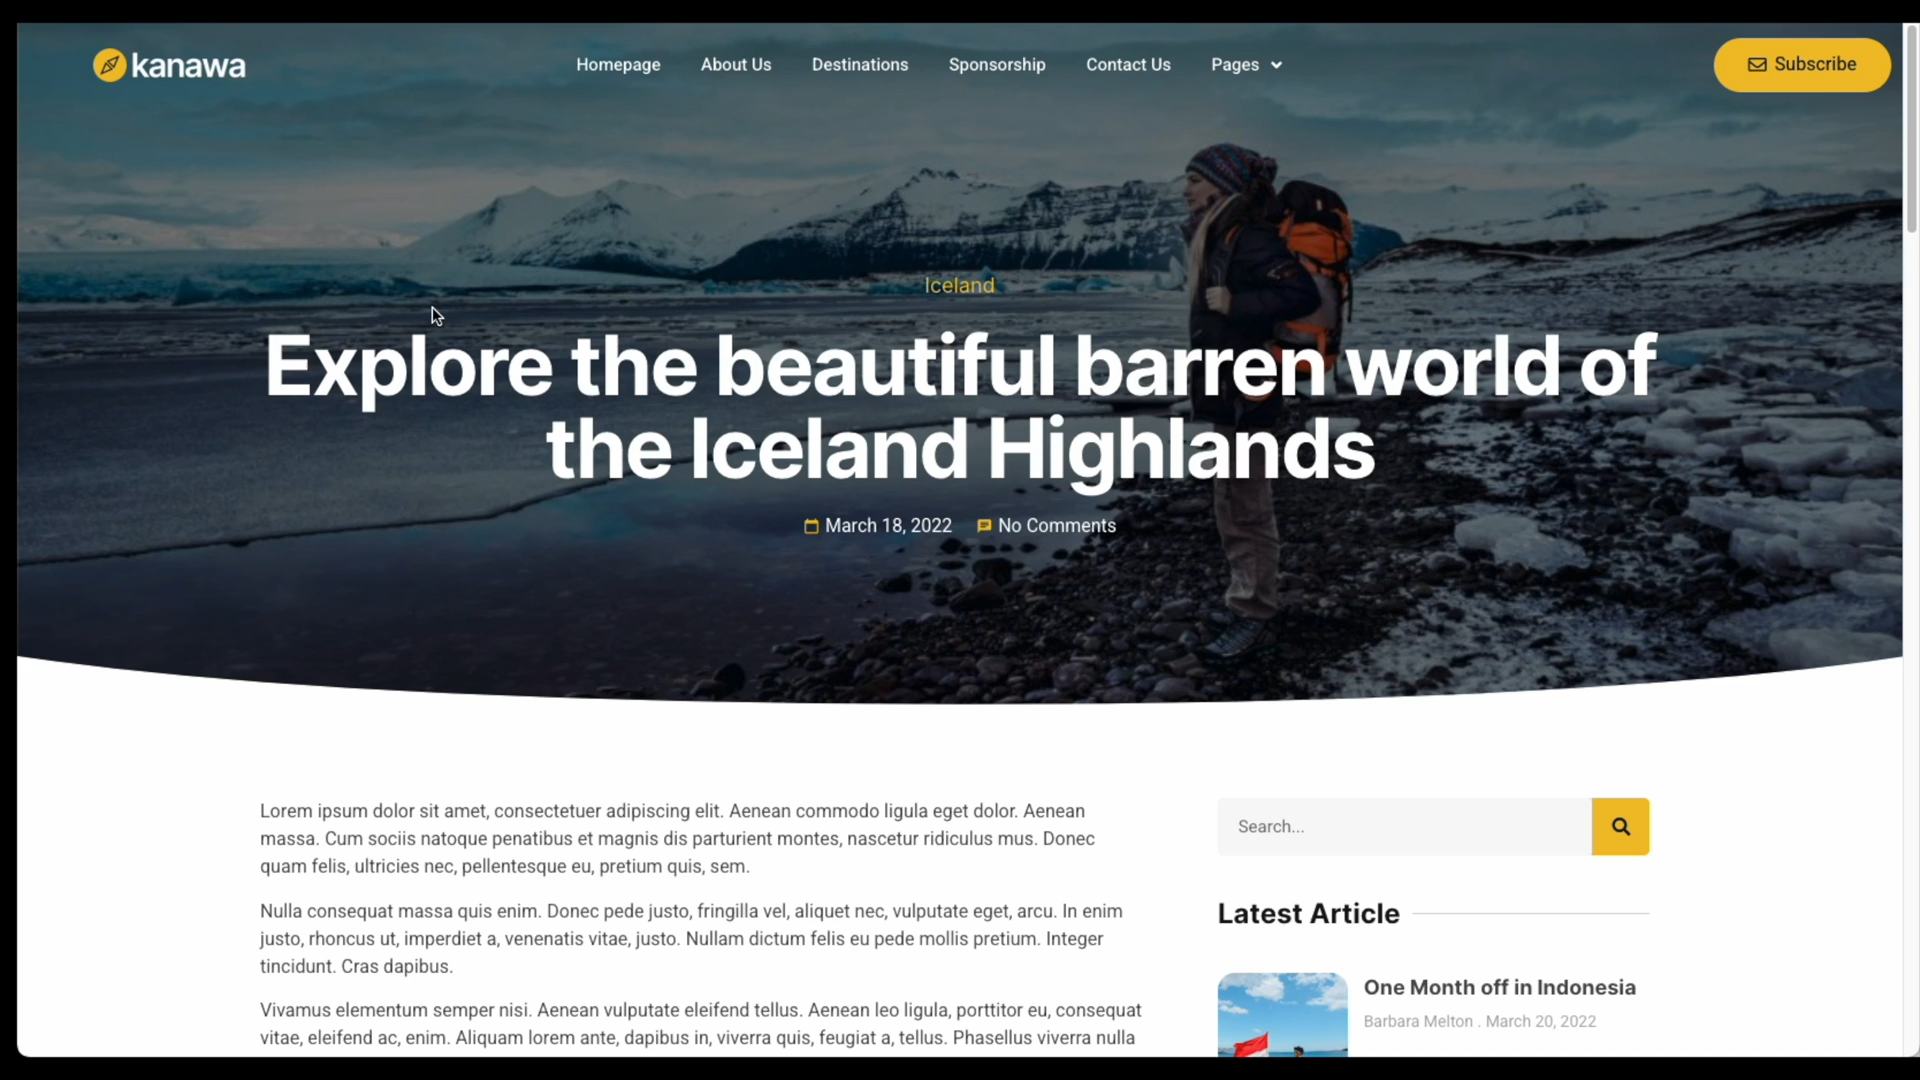 kanawa
Homepage
About Us
Destinations
Sponsorship
Contact Us
Pages
Subscribe
Iceland
Explore the beautiful barren world of
the Iceland Highlands
March 18, 2022
No Comments
Lorem ipsum dolor sit amet, consectetuer adipiscing elit. Aenean commodo ligula eget dolor. Aenean
massa. Cum sociis natoque penatibus et magnis dis parturient montes, nascetur ridiculus mus. Donec
quam felis, ultricies nec, pellentesque eu, pretium quis, sem.
Nulla consequat massa quis enim. Donec pede justo, fringilla vel, aliquet nec, vulputate eget, arcu. In enim
justo, rhoncus ut, imperdiet a, venenatis vitae, justo. Nullam dictum felis eu pede mollis pretium. Integer
tincidunt. Cras dapibus.
Vivamus elementum semper nisi. Aenean vulputate eleifend tellus. Aenean leo ligula, porttitor eu, consequat
vitae, eleifend ac, enim. Aliquam lorem ante, dapibus in, viverra quis, feugiat a, tellus. Phasellus viverra nulla
Search...
Latest Article
One Month off in Indonesia
Barbara Melton . March 20, 2022